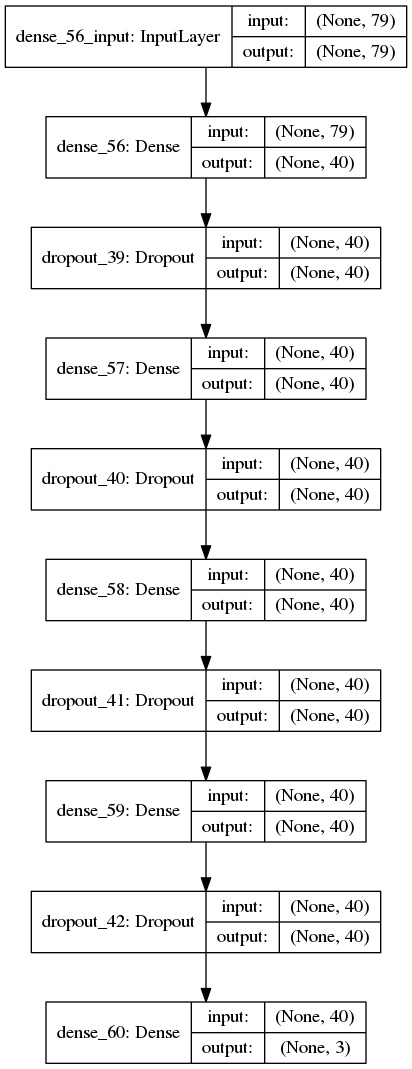 dense_56_input: InputLayer
input: (None, 79)
output: (None, 79)
dense_56: Dense
input: (None, 79)
output: (None, 40)
dropout_39: Dropout
input: (None, 40)
output: (None, 40)
dense_57: Dense
input: (None, 40)
output: (None, 40)
dropout_40: Dropout
input: (None, 40)
output: (None, 40)
dense_58: Dense
input: (None, 40)
output: (None, 40)
dropout_41: Dropout
input: (None, 40)
output: (None, 40)
dense_59: Dense
input: (None, 40)
output: (None, 40)
dropout_42: Dropout
input: (None, 40)
output: (None, 40)
dense_60: Dense
input: (None, 40)
output: (None, 3)